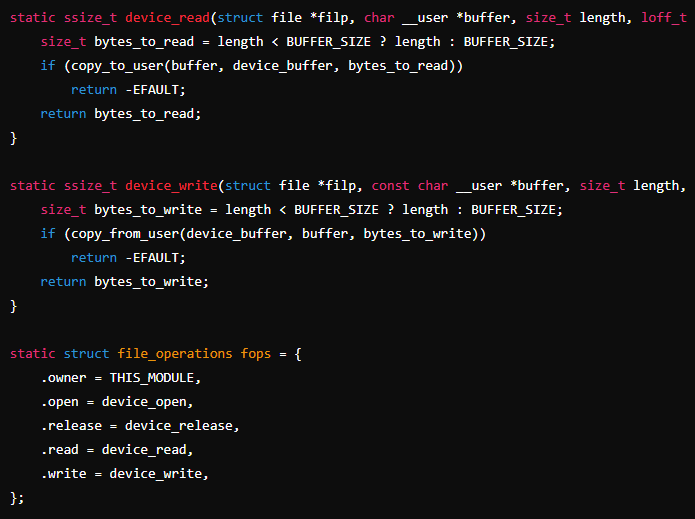 static ssize_t device_read(struct file *filp, char __user *buffer, size_t length, loff_t
    size_t bytes_to_read = length < BUFFER_SIZE ? length : BUFFER_SIZE;
    if (copy_to_user(buffer, device_buffer, bytes_to_read))
        return -EFAULT;
    return bytes_to_read;
}

static ssize_t device_write(struct file *filp, const char __user *buffer, size_t length,
    size_t bytes_to_write = length < BUFFER_SIZE ? length : BUFFER_SIZE;
    if (copy_from_user(device_buffer, buffer, bytes_to_write))
        return -EFAULT;
    return bytes_to_write;
}

static struct file_operations fops = {
    .owner = THIS_MODULE,
    .open = device_open,
    .release = device_release,
    .read = device_read,
    .write = device_write,
};